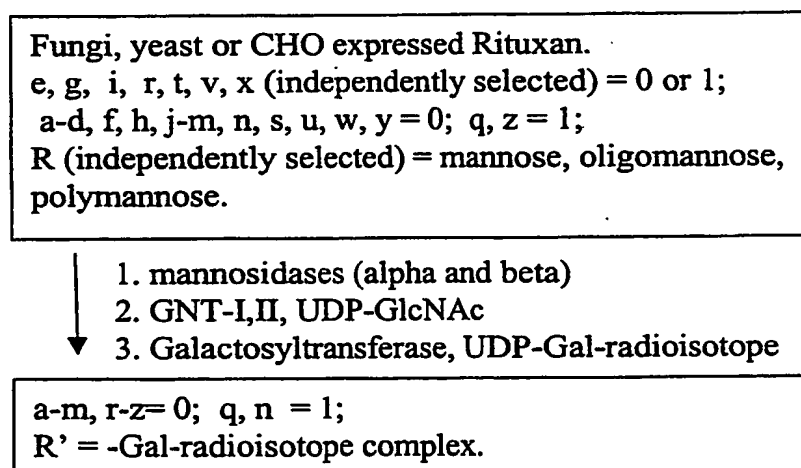 Fungi, yeast or CHO expressed Rituxan.
e, g, i, r, t, v, x (independently selected) = 0 or 1;
a-d, f, h, j-m, n, s, u, w, y = 0; q, z = 1;
R (independently selected) = mannose, oligomannose,
polymannose.
1. mannosidases (alpha and beta)
2. GNT-I,II, UDP-GlcNAc
3. Galactosyltransferase, UDP-Gal-radioisotope
a-m, r-z= 0; q, n = 1;
R' = -Gal-radioisotope complex.